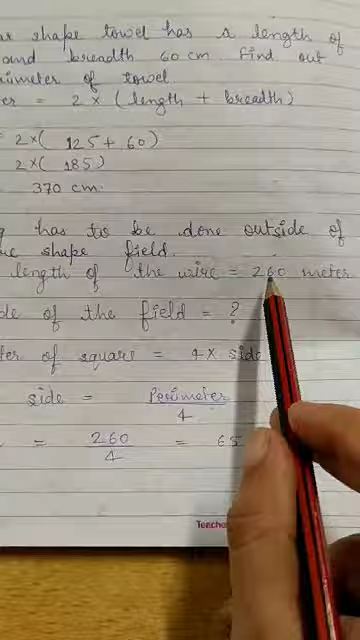 shape towel has a length of
and breadth 60 cm. Find out
of towel
= 2 × (length + breadth)
2×( 125 + 60)
2×( 185)
370 cm.
has to be done outside of
shape field.
length of the wire = 260 meter
of the field = ?
of square = 4× side
side = Perimeter
4
= 260 = 65
4